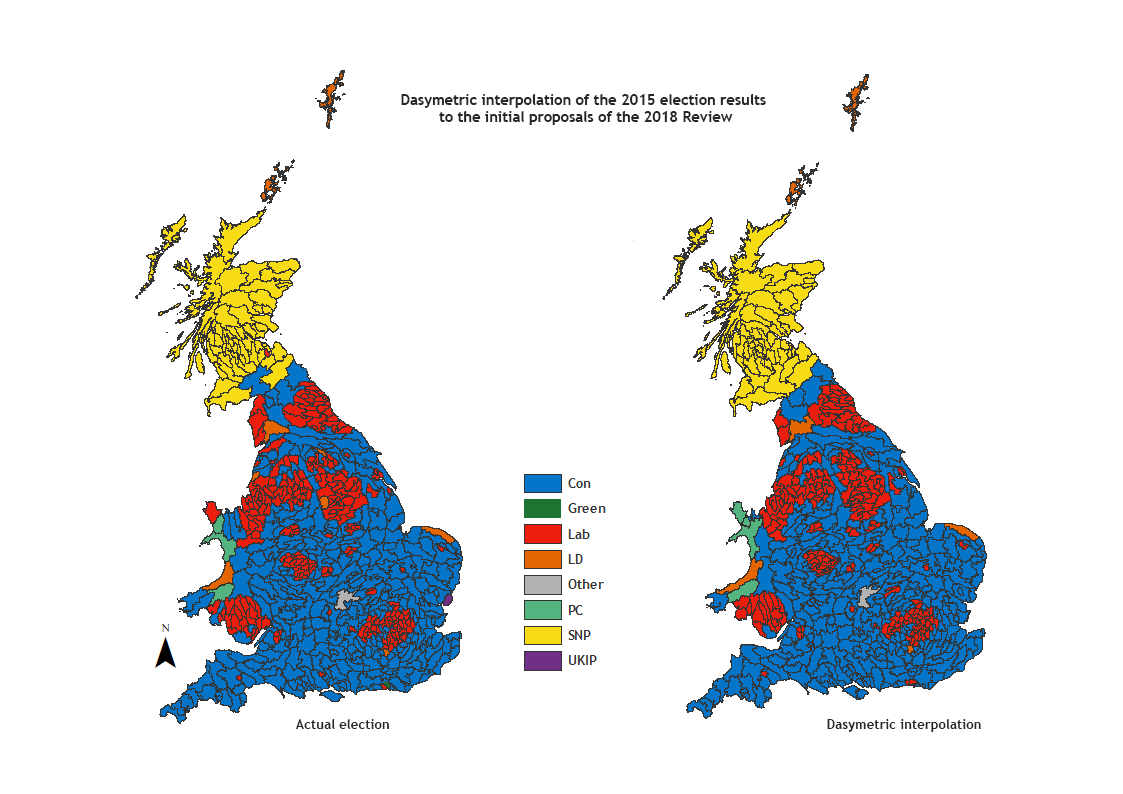 Dasymetric interpolation of the 2015 election results
to the initial proposals of the 2018 Review
Con
Green
Lab
LD
Other
PC
SNP
UKIP
N
Actual election
Dasymetric interpolation